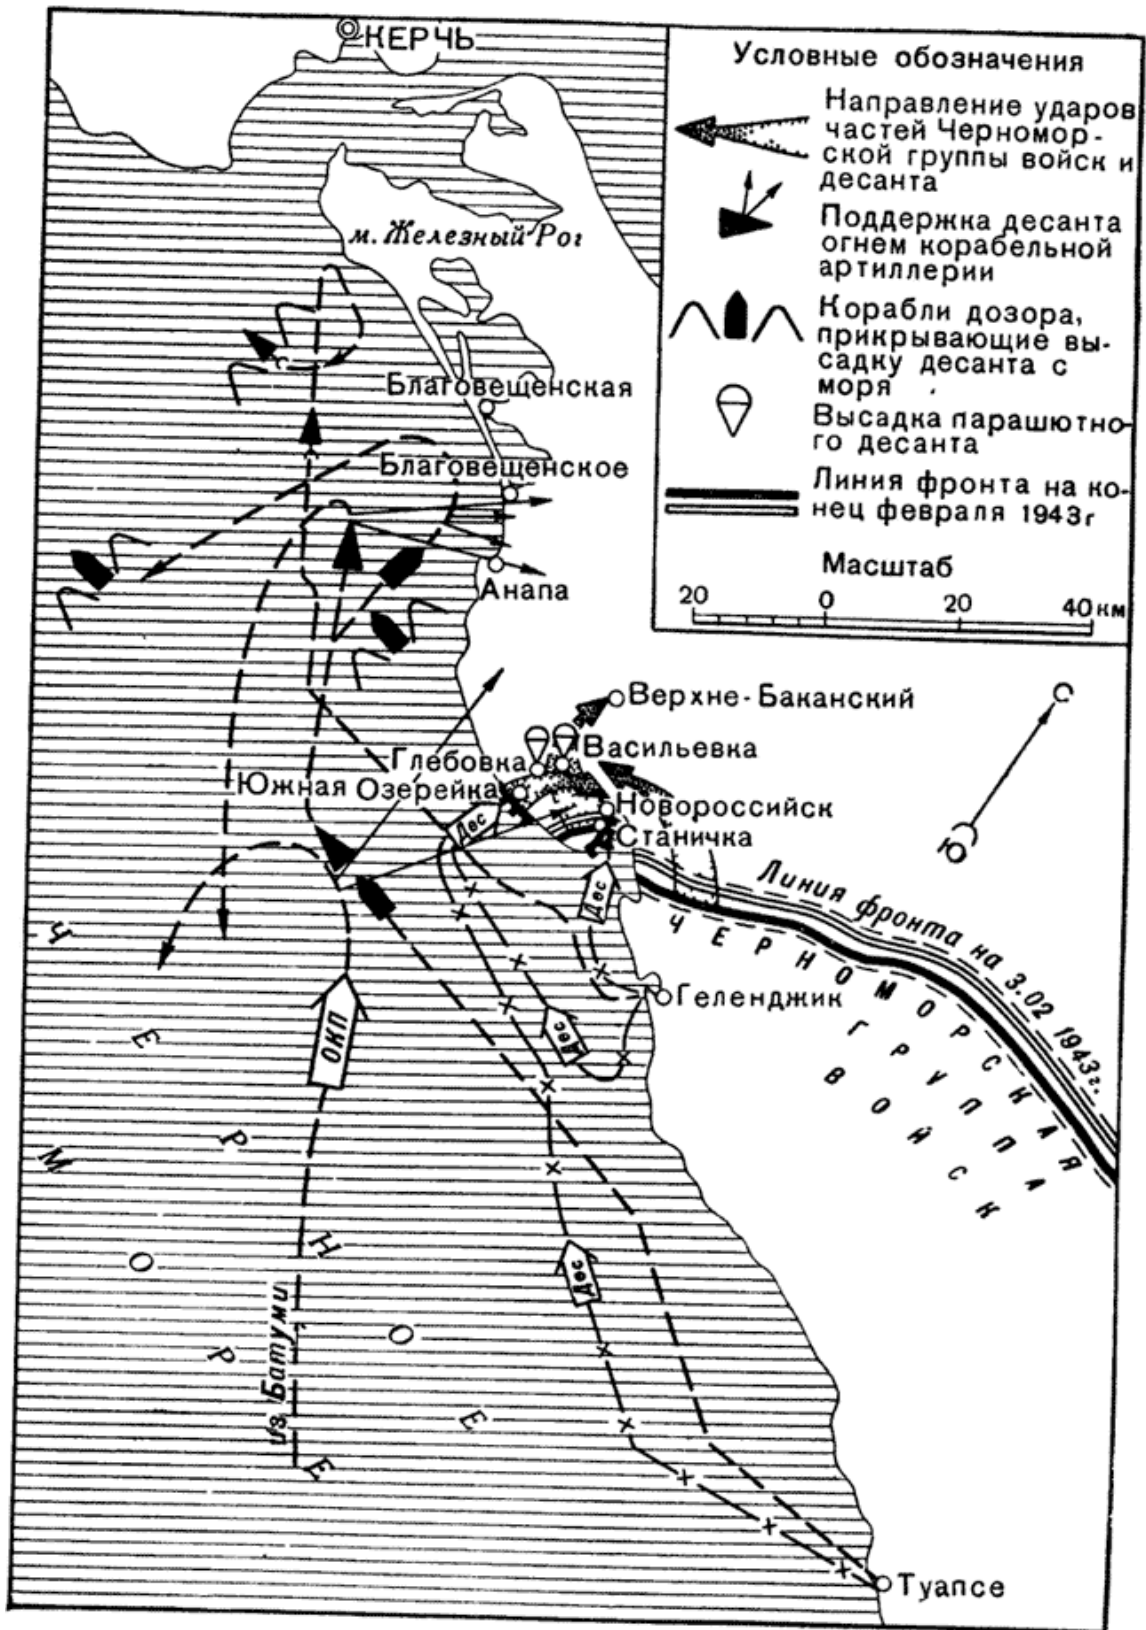 КЕРЧЬ
Условные обозначения
Направление ударов
частей Черномор-
ской группы войск и
десанта
Поддержка десанта
огнем корабельной
артиллерии
Корабли дозора,
прикрывающие вы-
садку десанта с
моря
Высадка парашютно-
го десанта
Линия фронта на ко-
нец февраля 1943г
Масштаб
20 0 20 40 км
м. Железный Рог
Благовещенская
Благовещенское
Анапа
Верхне-Баканский
Васильевка
Глебовка
Южная Озерейка
Новороссийск
Станичка
Дес
Дес
С
Ю
Линия фронта на 3.02 1943г.
ЧЕРНОМОРСКАЯ
ГРУППА
ВОЙСК
Геленджик
Дес
ОКП
Дес
из Батуми
ЧЕРНОЕ
МОРЕ
Туапсе